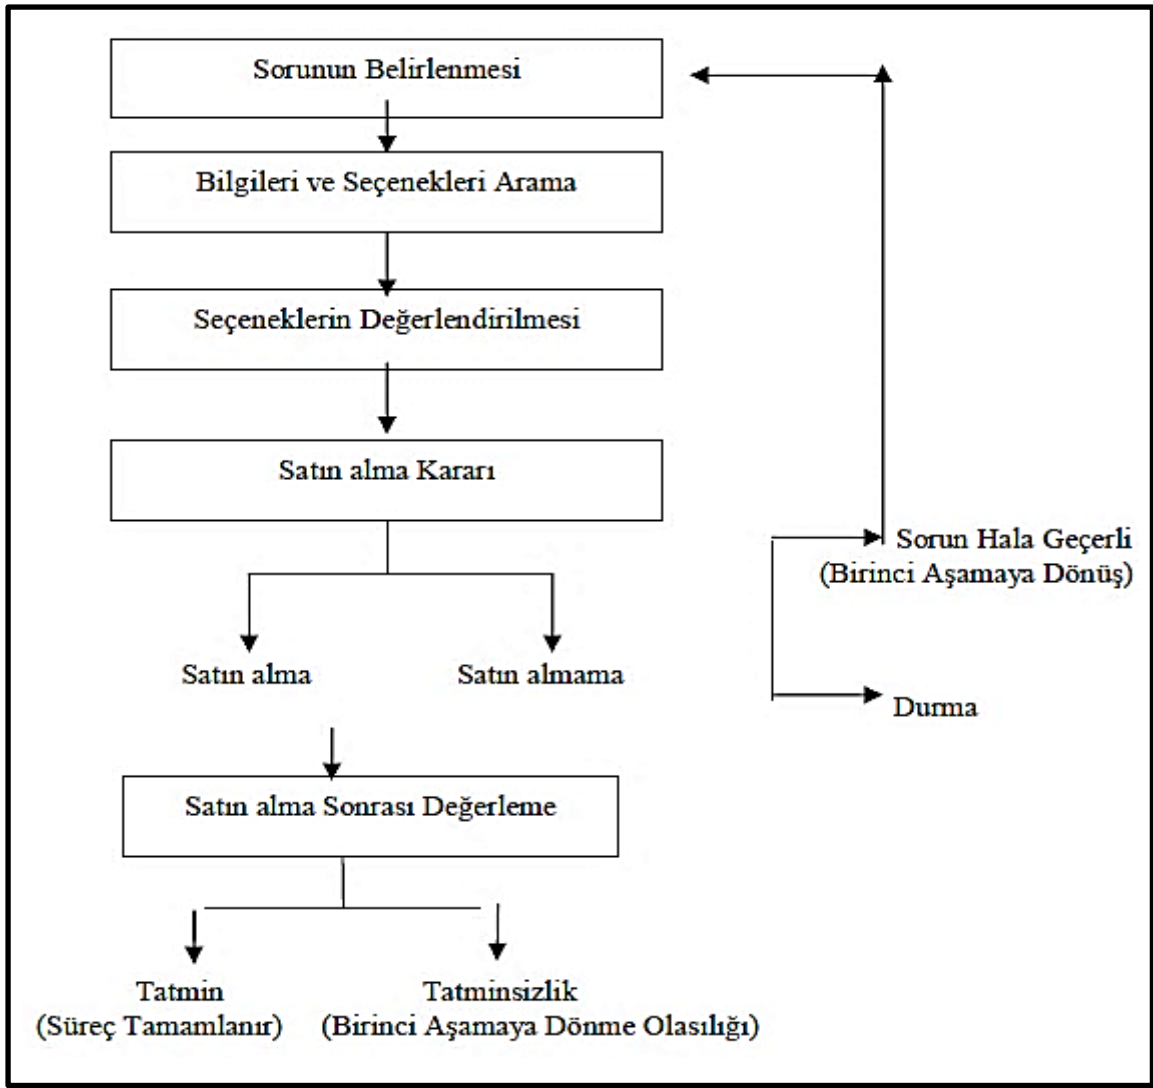 Sorunun Belirlenmesi
Bilgileri ve Seçenekleri Arama
Seçeneklerin Değerlendirilmesi
Satın alma Kararı
Sorun Hala Geçerli
(Birinci Aşamaya Dönüş)
Satın alma
Satın almama
Durma
Satın alma Sonrası Değerleme
Tatmin
(Süreç Tamamlanır)
Tatminsizlik
(Birinci Aşamaya Dönme Olasılığı)